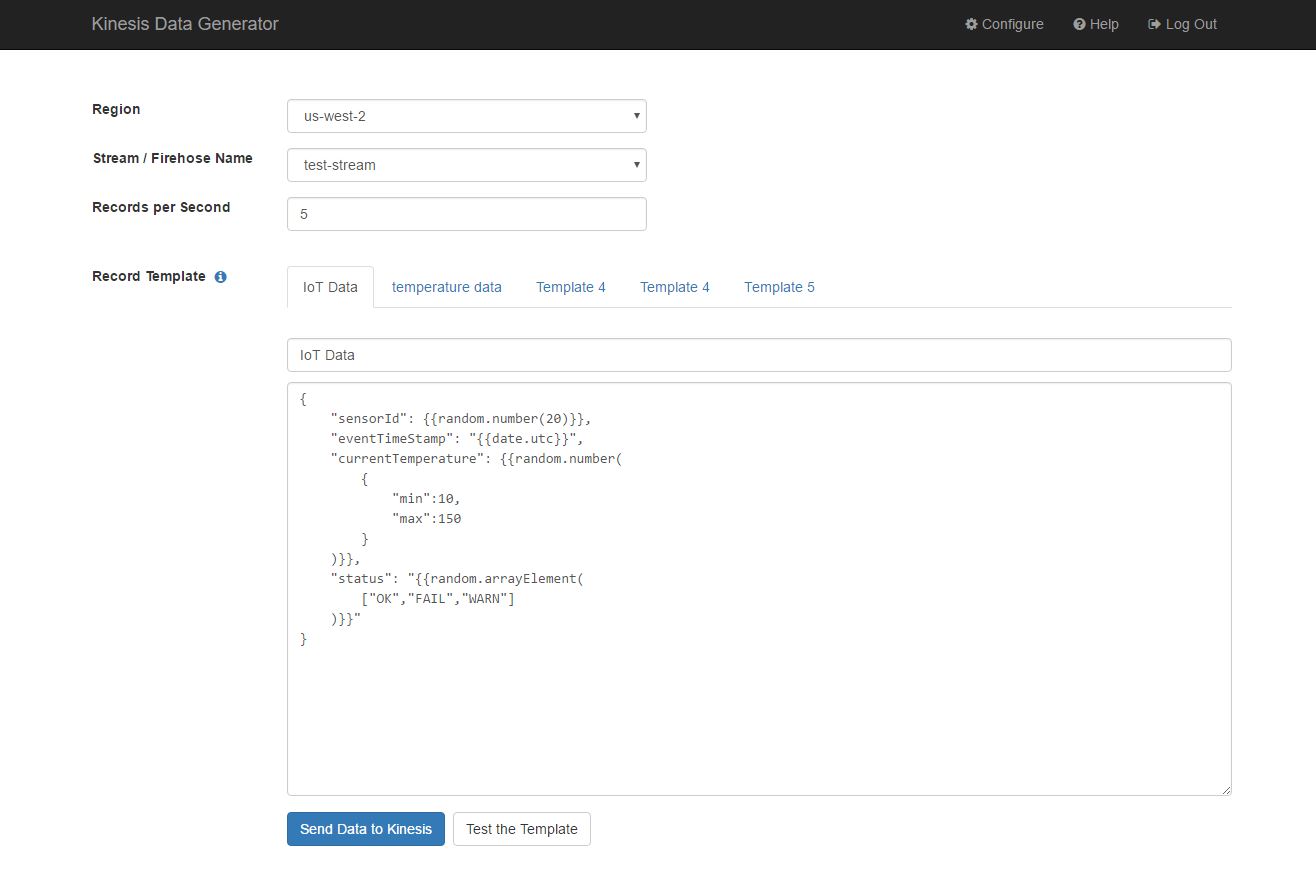 Kinesis Data Generator
Configure
Help
Log Out
Region
us-west-2
Stream / Firehose Name
test-stream
Records per Second
5
Record Template
IoT Data
temperature data
Template 4
Template 4
Template 5
IoT Data
{
    "sensorId": {{random.number(20)}},
    "eventTimeStamp": "{{date.utc}}",
    "currentTemperature": {{random.number(
        {
            "min":10,
            "max":150
        }
    )}},
    "status": "{{random.arrayElement(
        ["OK","FAIL","WARN"]
    )}}"
}
Send Data to Kinesis
Test the Template